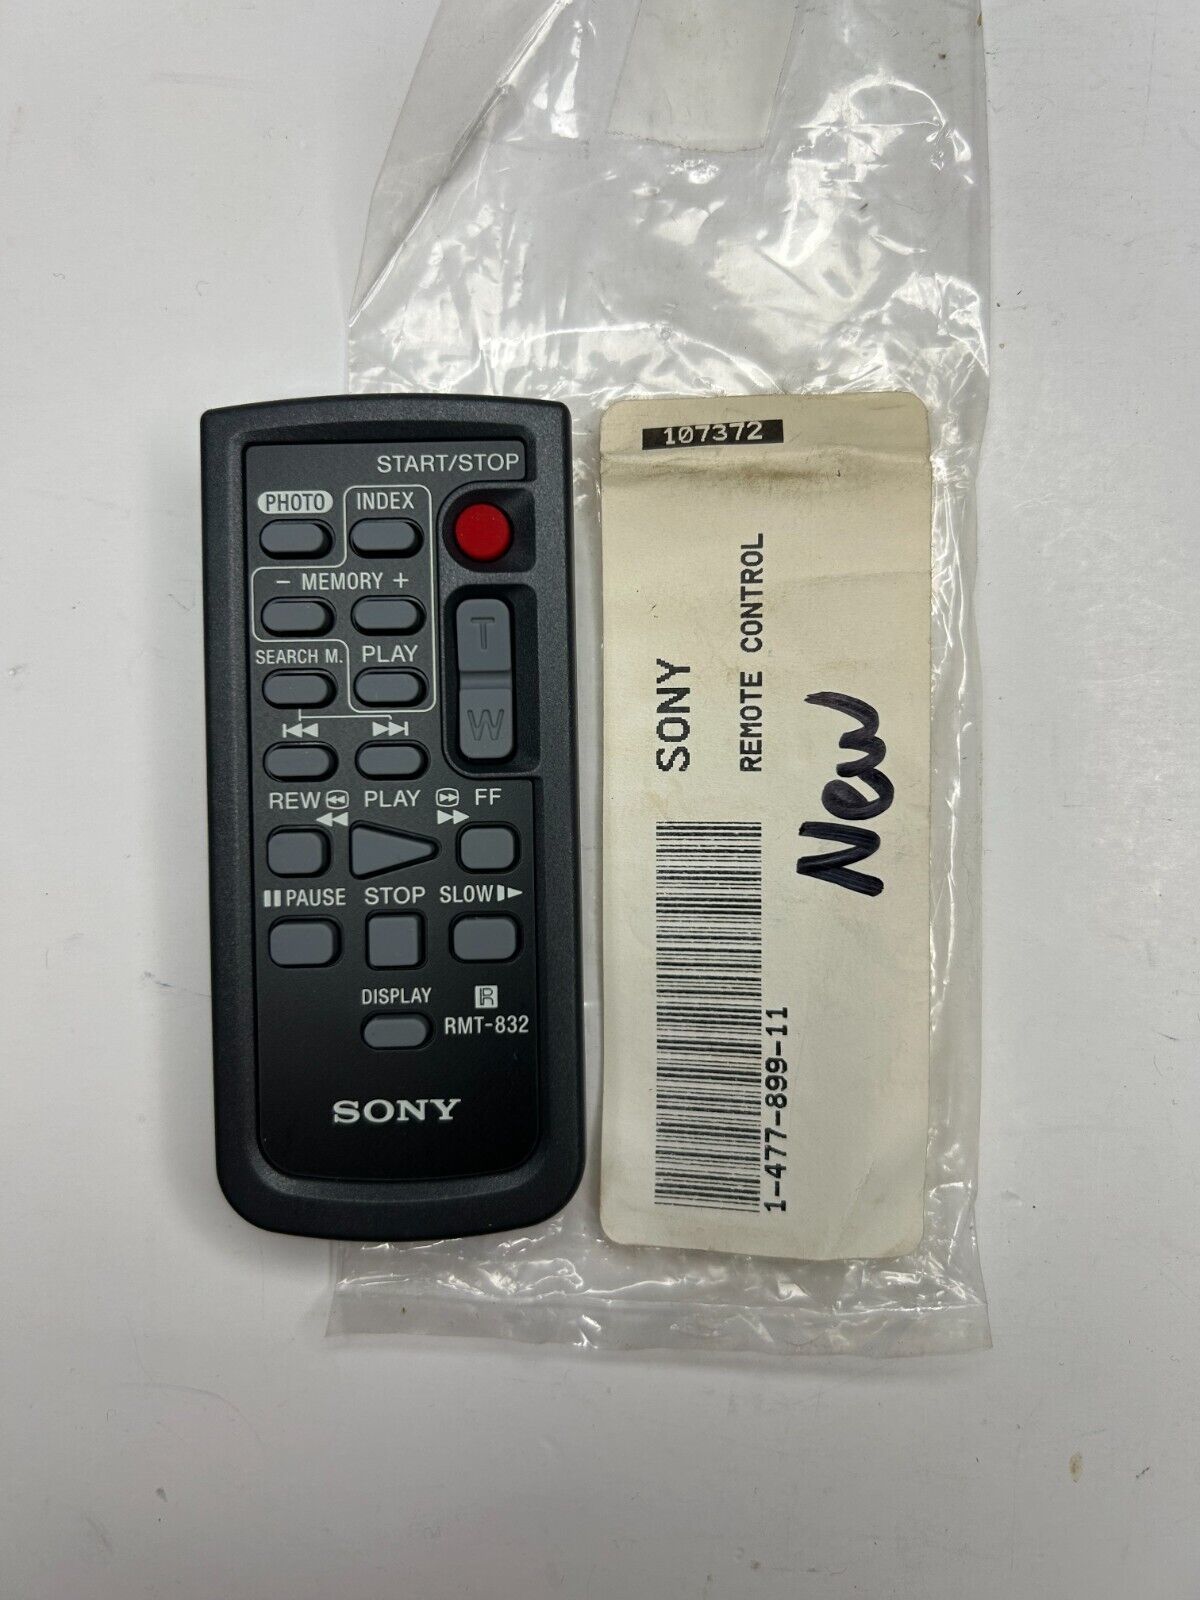 START/STOP
PHOTO INDEX
- MEMORY +
T
SEARCH M. PLAY
W
REW PLAY FF
PAUSE STOP SLOW
DISPLAY R
RMT-832
SONY
107372
SONY
REMOTE CONTROL
New
1-477-899-11